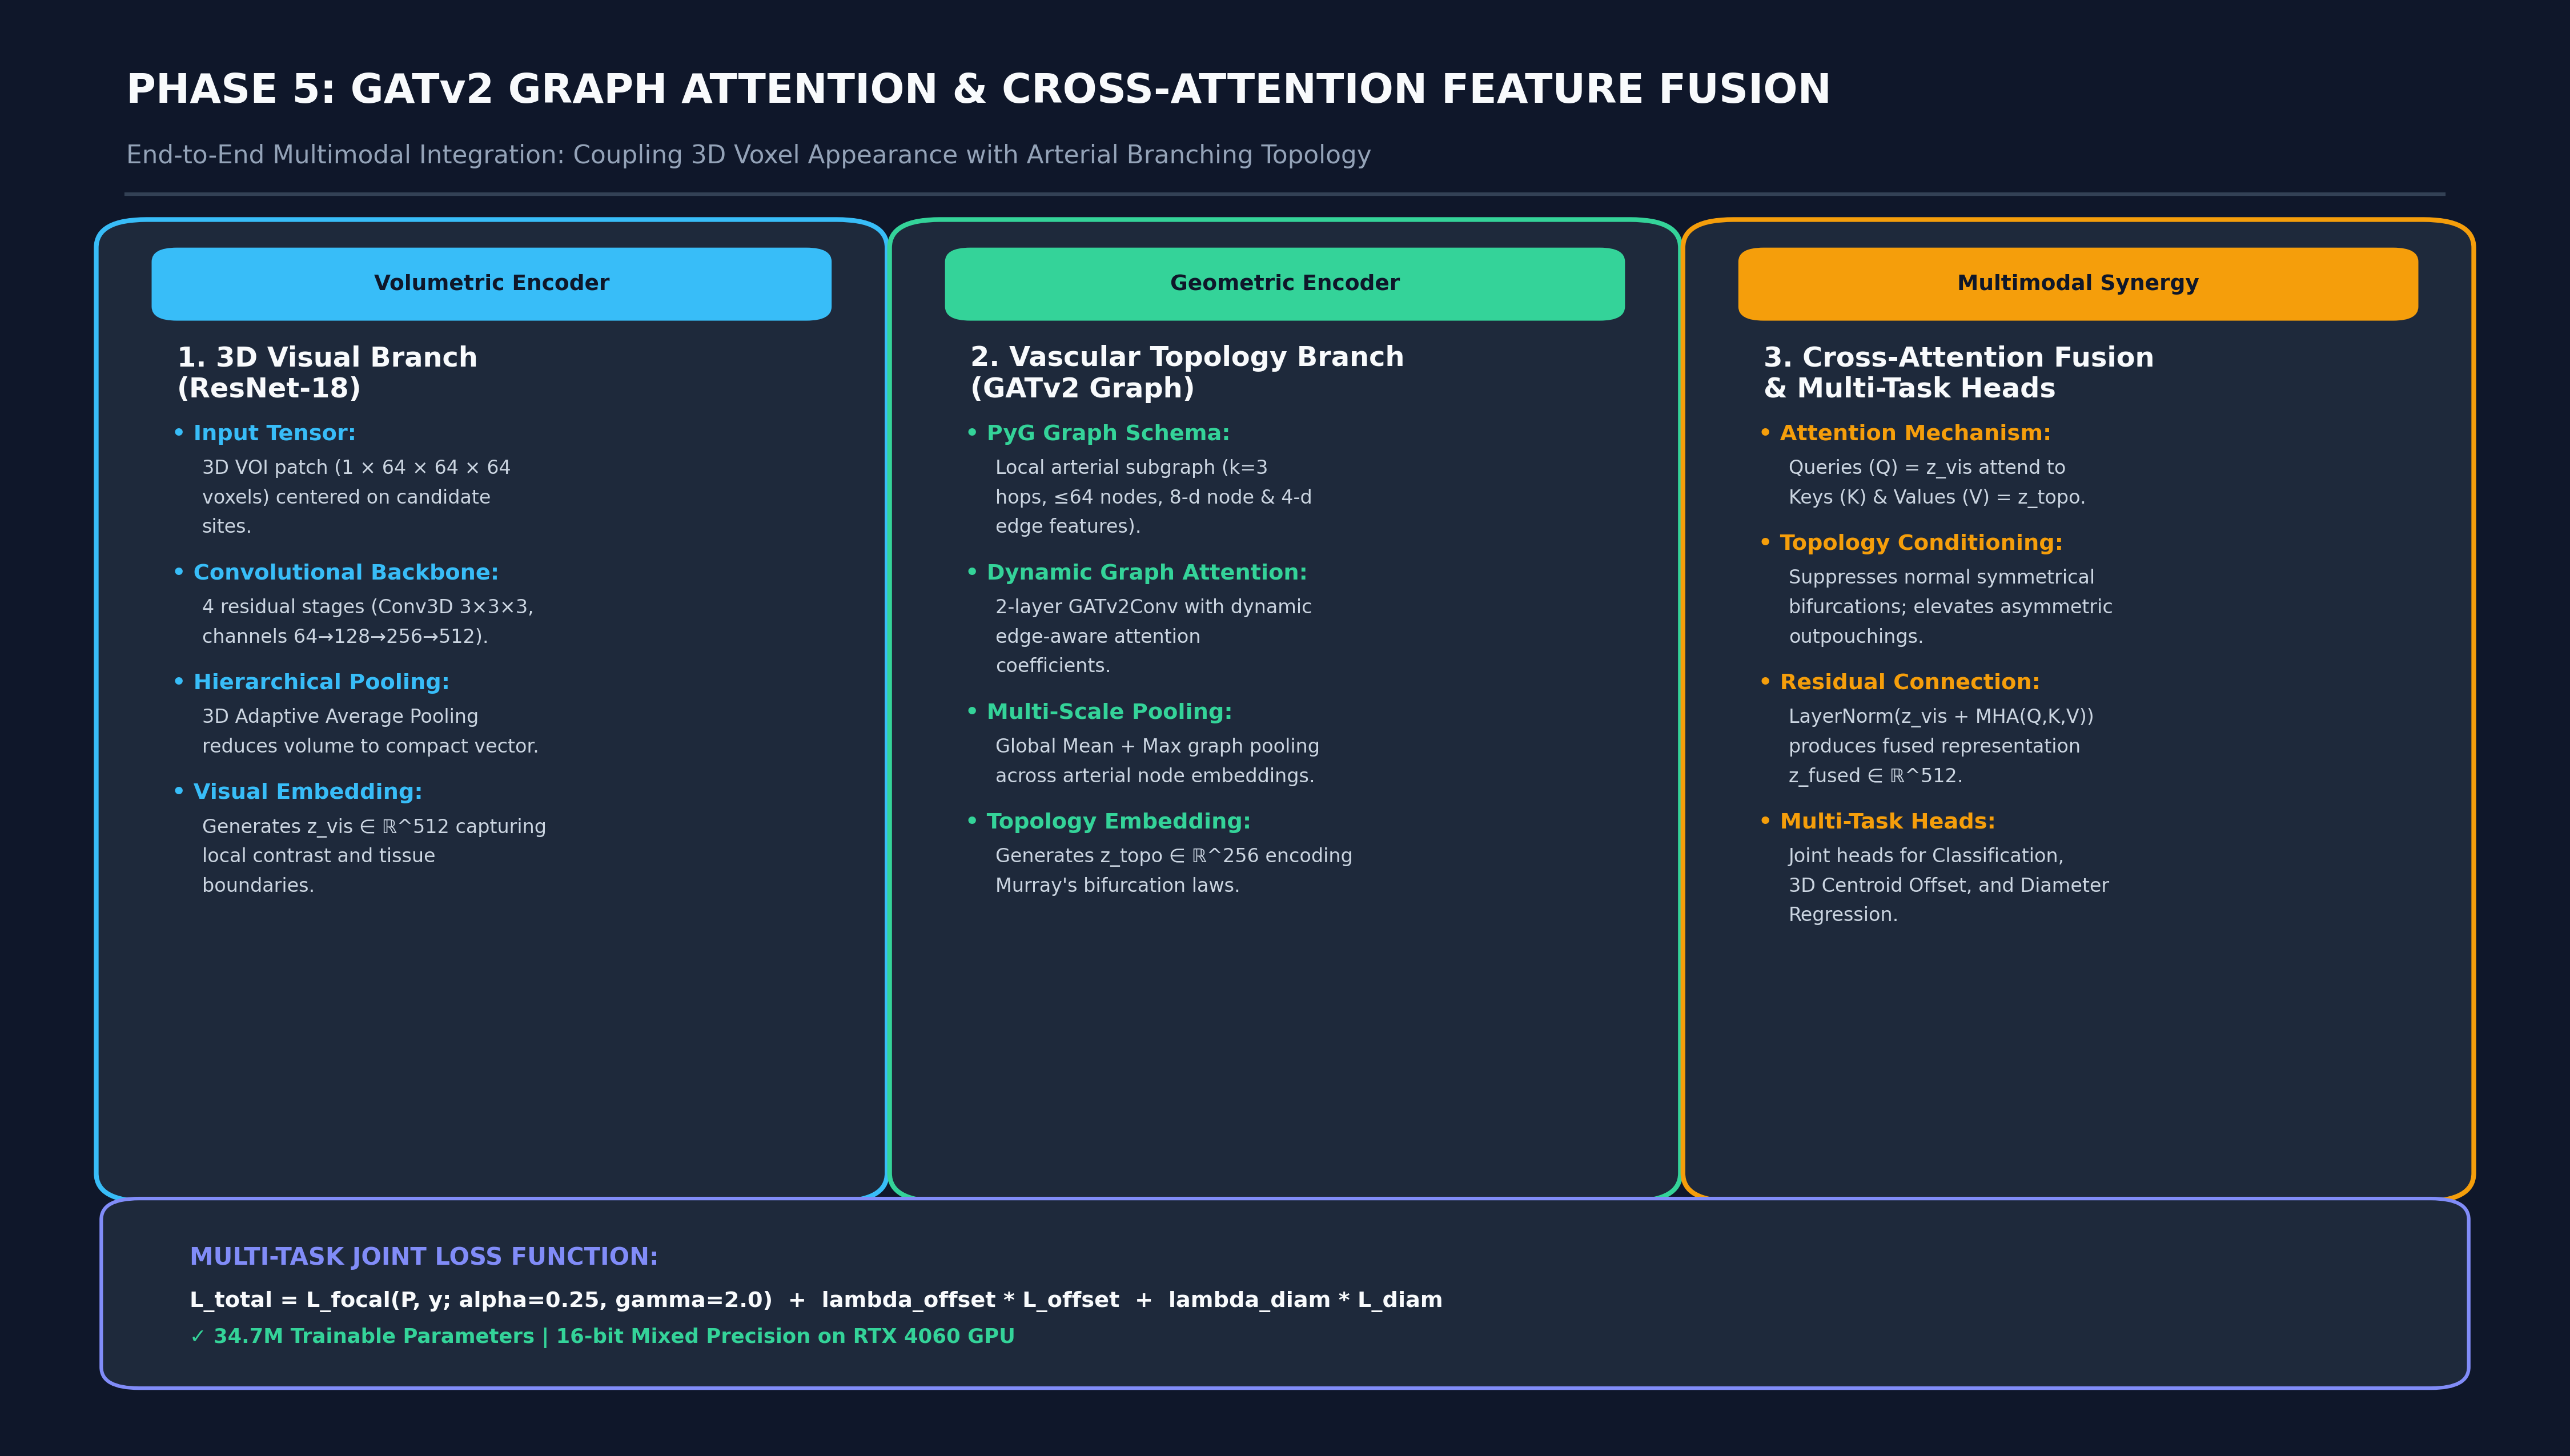 PHASE 5: GATv2 GRAPH ATTENTION & CROSS-ATTENTION FEATURE FUSION
End-to-End Multimodal Integration: Coupling 3D Voxel Appearance with Arterial Branching Topology
Volumetric Encoder
1. 3D Visual Branch
(ResNet-18)
• Input Tensor:
3D VOI patch (1 × 64 × 64 × 64
voxels) centered on candidate
sites.
• Convolutional Backbone:
4 residual stages (Conv3D 3×3×3,
channels 64→128→256→512).
• Hierarchical Pooling:
3D Adaptive Average Pooling
reduces volume to compact vector.
• Visual Embedding:
Generates z_vis ∈ ℝ^512 capturing
local contrast and tissue
boundaries.
Geometric Encoder
2. Vascular Topology Branch
(GATv2 Graph)
• PyG Graph Schema:
Local arterial subgraph (k=3
hops, ≤64 nodes, 8-d node & 4-d
edge features).
• Dynamic Graph Attention:
2-layer GATv2Conv with dynamic
edge-aware attention
coefficients.
• Multi-Scale Pooling:
Global Mean + Max graph pooling
across arterial node embeddings.
• Topology Embedding:
Generates z_topo ∈ ℝ^256 encoding
Murray's bifurcation laws.
Multimodal Synergy
3. Cross-Attention Fusion
& Multi-Task Heads
• Attention Mechanism:
Queries (Q) = z_vis attend to
Keys (K) & Values (V) = z_topo.
• Topology Conditioning:
Suppresses normal symmetrical
bifurcations; elevates asymmetric
outpouchings.
• Residual Connection:
LayerNorm(z_vis + MHA(Q,K,V))
produces fused representation
z_fused ∈ ℝ^512.
• Multi-Task Heads:
Joint heads for Classification,
3D Centroid Offset, and Diameter
Regression.
MULTI-TASK JOINT LOSS FUNCTION:
L_total = L_focal(P, y; alpha=0.25, gamma=2.0)  +  lambda_offset * L_offset  +  lambda_diam * L_diam
✓ 34.7M Trainable Parameters | 16-bit Mixed Precision on RTX 4060 GPU